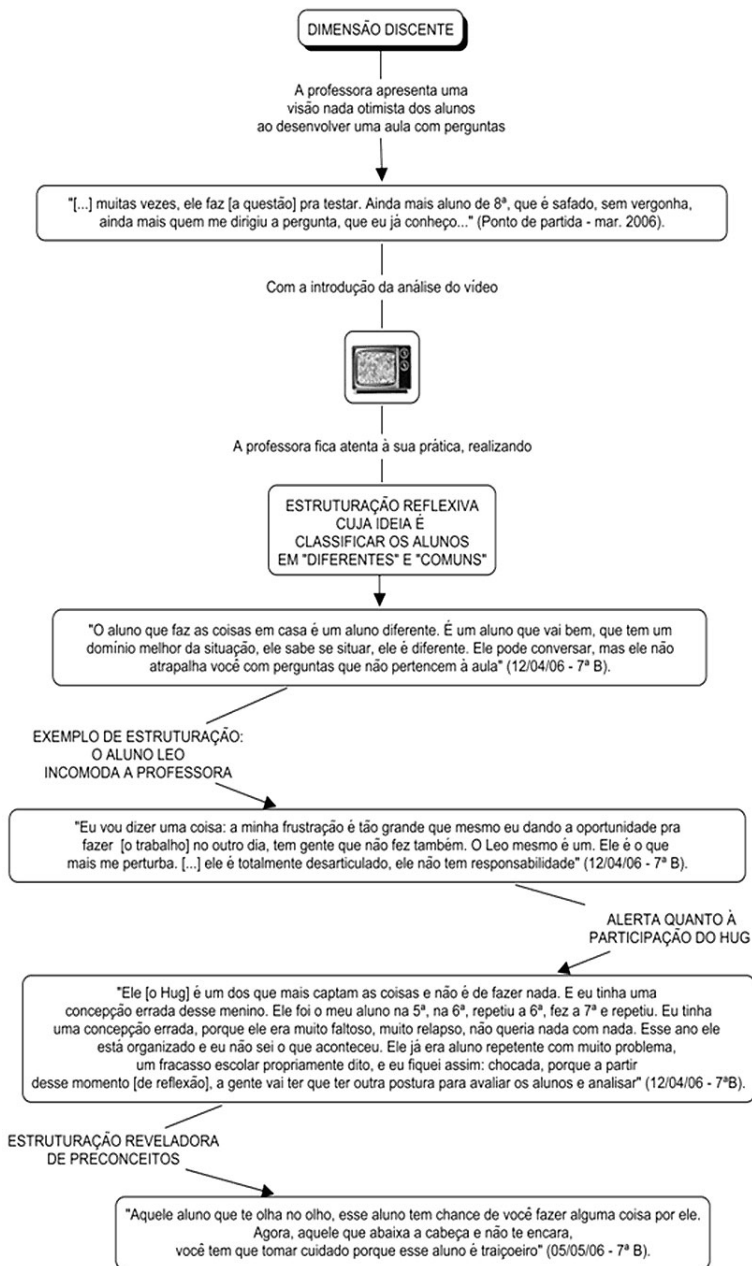 DIMENSÃO DISCENTE
A professora apresenta uma
visão nada otimista dos alunos
ao desenvolver uma aula com perguntas
"[...] muitas vezes, ele faz [a questão] pra testar. Ainda mais aluno de 8ª, que é safado, sem vergonha,
ainda mais quem me dirigiu a pergunta, que eu já conheço..." (Ponto de partida - mar. 2006).
Com a introdução da análise do vídeo
A professora fica atenta à sua prática, realizando
ESTRUTURAÇÃO REFLEXIVA
CUJA IDEIA É
CLASSIFICAR OS ALUNOS
EM "DIFERENTES" E "COMUNS"
"O aluno que faz as coisas em casa é um aluno diferente. É um aluno que vai bem, que tem um
domínio melhor da situação, ele sabe se situar, ele é diferente. Ele pode conversar, mas ele não
atrapalha você com perguntas que não pertencem à aula" (12/04/06 - 7ª B).
EXEMPLO DE ESTRUTURAÇÃO:
O ALUNO LEO
INCOMODA A PROFESSORA
"Eu vou dizer uma coisa: a minha frustração é tão grande que mesmo eu dando a oportunidade pra
fazer [o trabalho] no outro dia, tem gente que não fez também. O Leo mesmo é um. Ele é o que
mais me perturba. [...] ele é totalmente desarticulado, ele não tem responsabilidade" (12/04/06 - 7ª B).
ALERTA QUANTO À
PARTICIPAÇÃO DO HUG
"Ele [o Hug] é um dos que mais captam as coisas e não é de fazer nada. E eu tinha uma
concepção errada desse menino. Ele foi o meu aluno na 5ª, na 6ª, repetiu a 6ª, fez a 7ª e repetiu. Eu tinha
uma concepção errada, porque ele era muito faltoso, muito relapso, não queria nada com nada. Esse ano ele
está organizado e eu não sei o que aconteceu. Ele já era aluno repetente com muito problema,
um fracasso escolar propriamente dito, e eu fiquei assim: chocada, porque a partir
desse momento [de reflexão], a gente vai ter que ter outra postura para avaliar os alunos e analisar" (12/04/06 - 7ªB).
ESTRUTURAÇÃO REVELADORA
DE PRECONCEITOS
"Aquele aluno que te olha no olho, esse aluno tem chance de você fazer alguma coisa por ele.
Agora, aquele que abaixa a cabeça e não te encara,
você tem que tomar cuidado porque esse aluno é traiçoeiro" (05/05/06 - 7ª B).